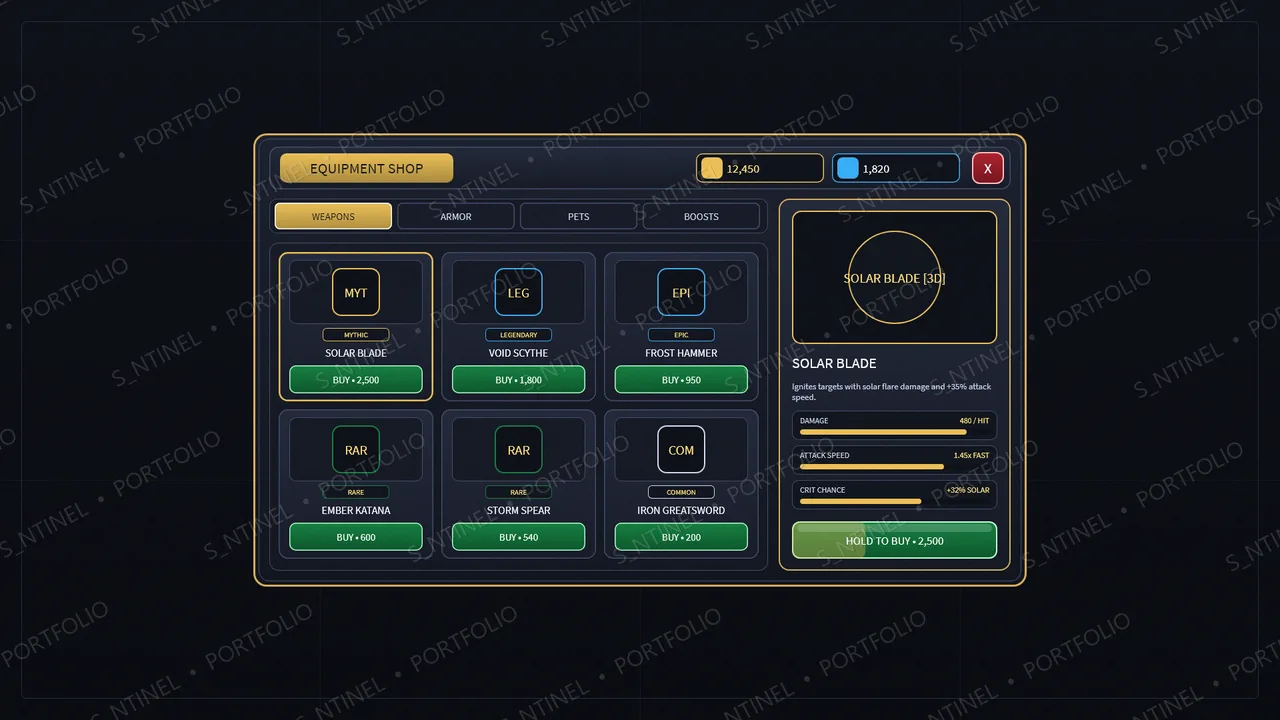 EQUIPMENT SHOP
12,450
1,820
X
WEAPONS
ARMOR
PETS
BOOSTS
MYT
MYTHIC
SOLAR BLADE
BUY • 2,500
LEG
LEGENDARY
VOID SCYTHE
BUY • 1,800
EPI
EPIC
FROST HAMMER
BUY • 950
RAR
RARE
EMBER KATANA
BUY • 600
RAR
RARE
STORM SPEAR
BUY • 540
COM
COMMON
IRON GREATSWORD
BUY • 200
SOLAR BLADE [3D]
SOLAR BLADE
Ignites targets with solar flare damage and +35% attack
speed.
DAMAGE
480 / HIT
ATTACK SPEED
1.45x FAST
CRIT CHANCE
+32% SOLAR
HOLD TO BUY • 2,500
S_NTINEL • PORTFOLIO